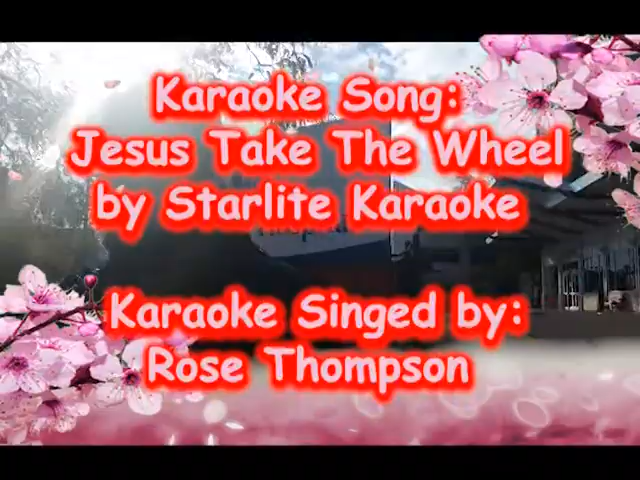 Karaoke Song:
Jesus Take The Wheel
by Starlite Karaoke
Karaoke Singed by:
Rose Thompson